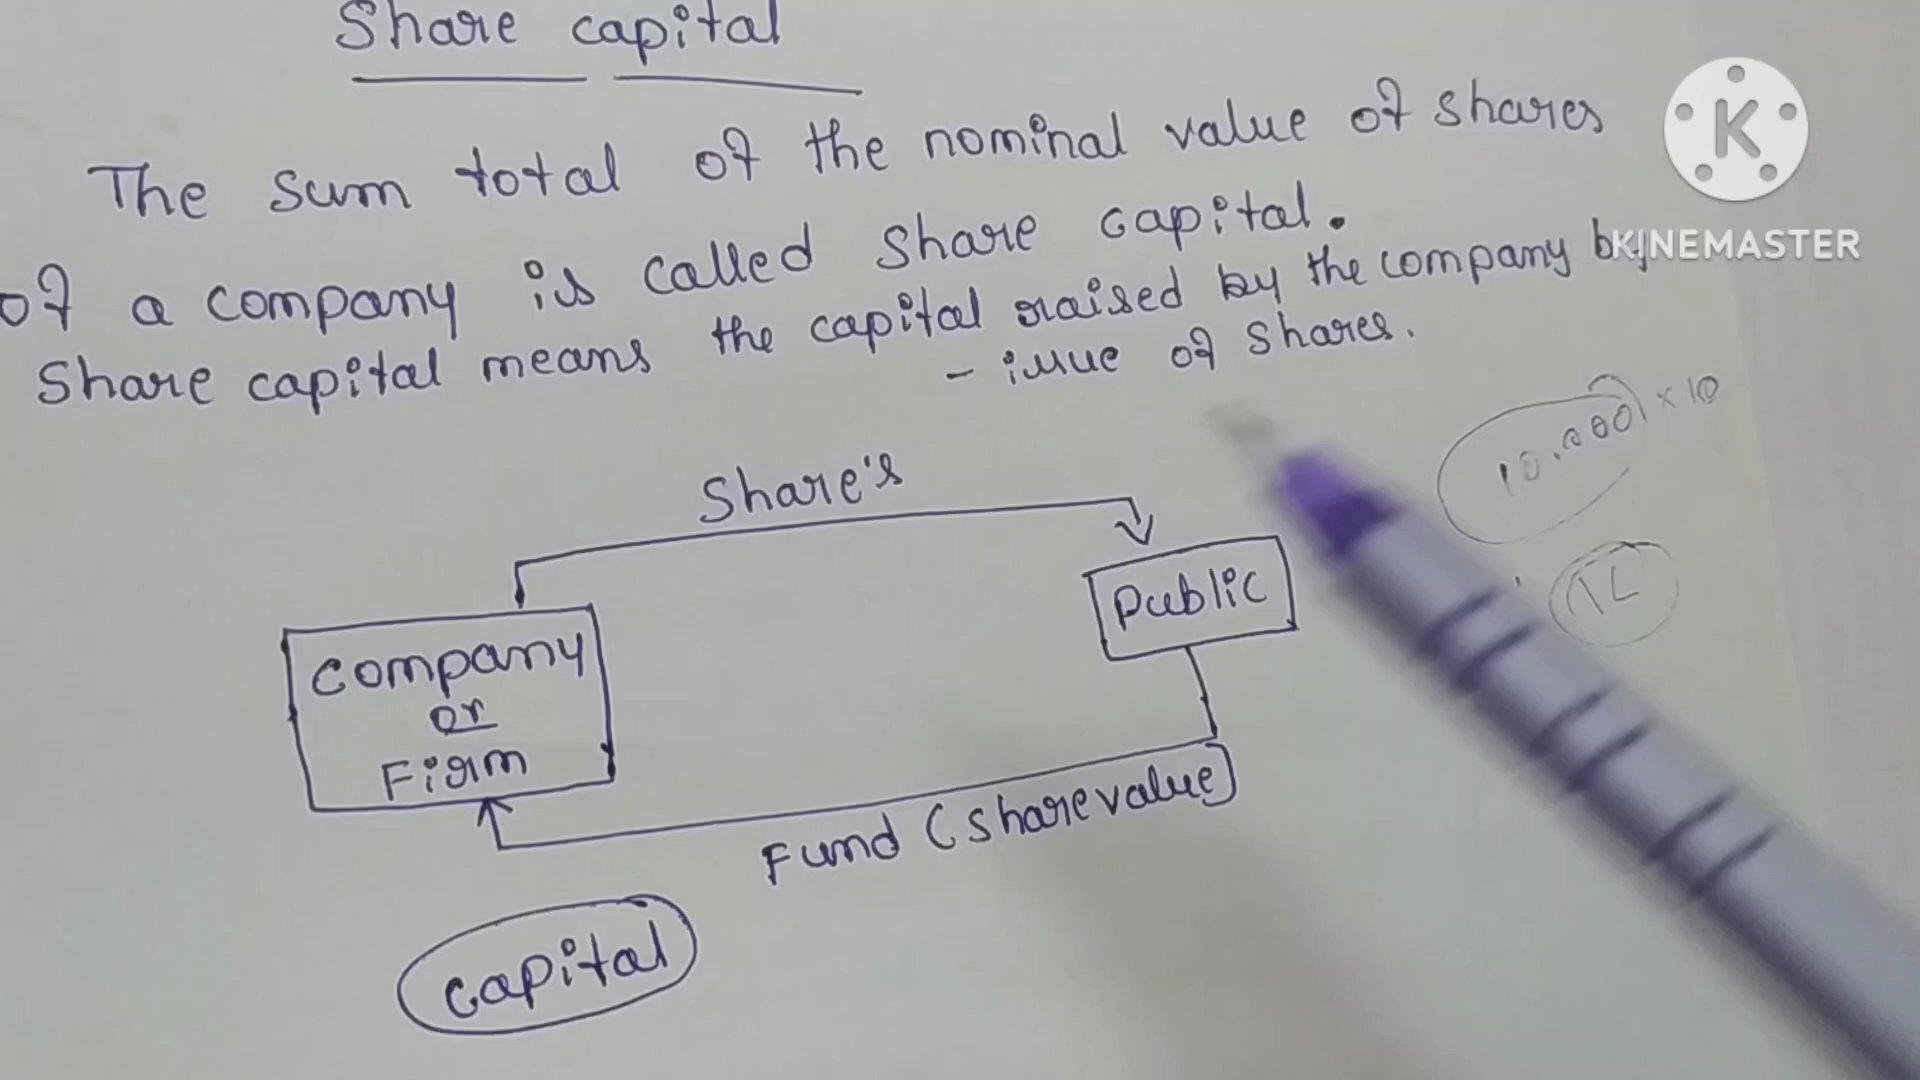 Share capital
The sum total of the nominal value of shares
of a company is called share capital.
Share capital means the capital raised by the company by
- issue of shares.
10,000 x 10
1L
Share's
Public
company
or
Firm
Fund (share value)
capital
K
KINEMASTER